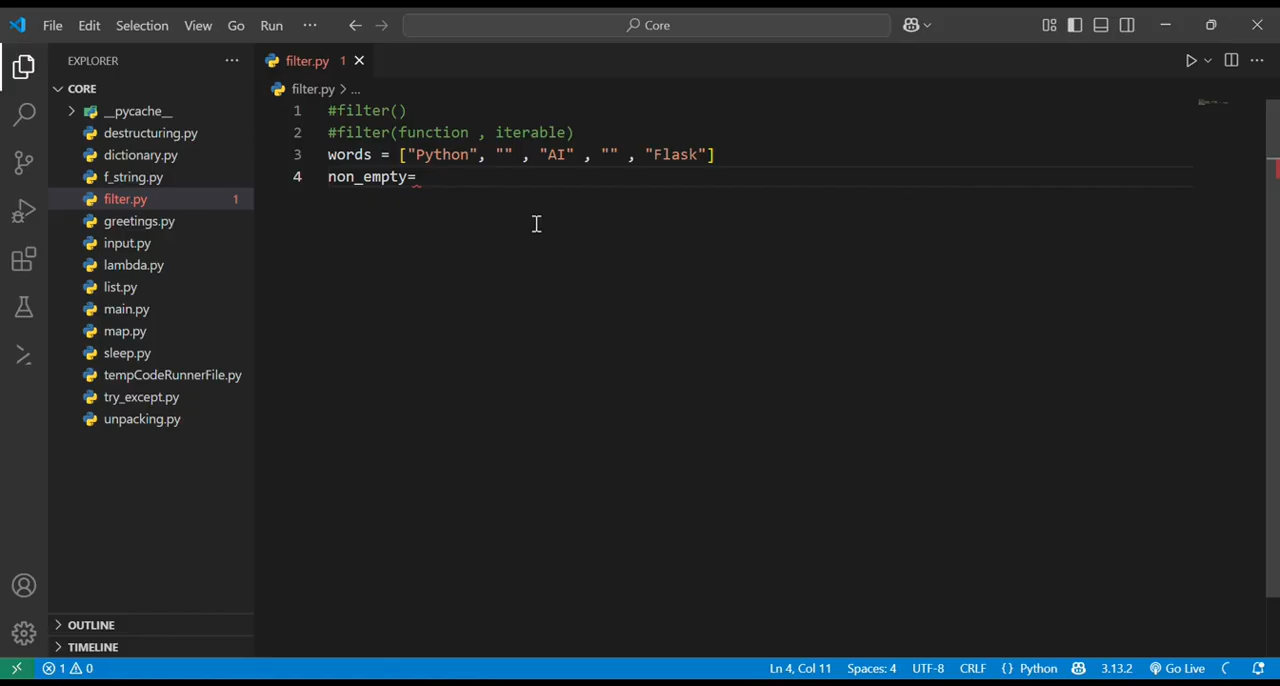 File Edit Selection View Go Run ··· Core
EXPLORER ···
filter.py 1
CORE
filter.py > ...
__pycache__
destructuring.py
dictionary.py
f_string.py
filter.py 1
greetings.py
input.py
lambda.py
list.py
main.py
map.py
sleep.py
tempCodeRunnerFile.py
try_except.py
unpacking.py
1 #filter()
2 #filter(function , iterable)
3 words = ["Python", "" , "AI" , "" , "Flask"]
4 non_empty=
OUTLINE
TIMELINE
1 0 Ln 4, Col 11 Spaces: 4 UTF-8 CRLF {} Python 3.13.2 Go Live